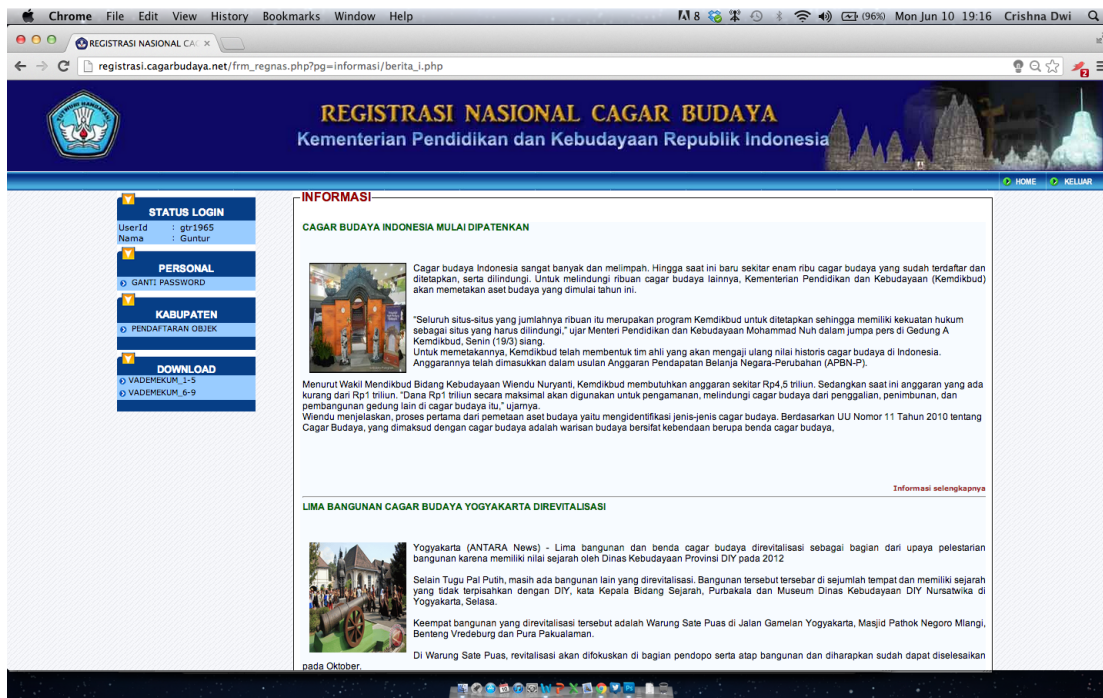 Chrome File Edit View History Bookmarks Window Help 8 (96%) Mon Jun 10 19:16 Crishna Dwi
REGISTRASI NASIONAL CAG
registrasi.cagarbudaya.net/frm_regnas.php?pg=informasi/berita_i.php
2
TUT WURI HANDAYANI
REGISTRASI NASIONAL CAGAR BUDAYA
Kementerian Pendidikan dan Kebudayaan Republik Indonesia
HOME KELUAR
STATUS LOGIN
UserId : gtr1965
Nama : Guntur
PERSONAL
GANTI PASSWORD
KABUPATEN
PENDAFTARAN OBJEK
DOWNLOAD
VADEMEKUM_1-5
VADEMEKUM_6-9
INFORMASI
CAGAR BUDAYA INDONESIA MULAI DIPATENKAN
Cagar budaya Indonesia sangat banyak dan melimpah. Hingga saat ini baru sekitar enam ribu cagar budaya yang sudah terdaftar dan
ditetapkan, serta dilindungi. Untuk melindungi ribuan cagar budaya lainnya, Kementerian Pendidikan dan Kebudayaan (Kemdikbud)
akan memetakan aset budaya yang dimulai tahun ini.
"Seluruh situs-situs yang jumlahnya ribuan itu merupakan program Kemdikbud untuk ditetapkan sehingga memiliki kekuatan hukum
sebagai situs yang harus dilindungi," ujar Menteri Pendidikan dan Kebudayaan Mohammad Nuh dalam jumpa pers di Gedung A
Kemdikbud, Senin (19/3) siang.
Untuk memetakannya, Kemdikbud telah membentuk tim ahli yang akan mengaji ulang nilai historis cagar budaya di Indonesia.
Anggarannya telah dimasukkan dalam usulan Anggaran Pendapatan Belanja Negara-Perubahan (APBN-P).
Menurut Wakil Mendikbud Bidang Kebudayaan Wiendu Nuryanti, Kemdikbud membutuhkan anggaran sekitar Rp4,5 triliun. Sedangkan saat ini anggaran yang ada
kurang dari Rp1 triliun. "Dana Rp1 triliun secara maksimal akan digunakan untuk pengamanan, melindungi cagar budaya dari penggalian, penimbunan, dan
pembangunan gedung lain di cagar budaya itu," ujarnya.
Wiendu menjelaskan, proses pertama dari pemetaan aset budaya yaitu mengidentifikasi jenis-jenis cagar budaya. Berdasarkan UU Nomor 11 Tahun 2010 tentang
Cagar Budaya, yang dimaksud dengan cagar budaya adalah warisan budaya bersifat kebendaan berupa benda cagar budaya,
Informasi selengkapnya
LIMA BANGUNAN CAGAR BUDAYA YOGYAKARTA DIREVITALISASI
Yogyakarta (ANTARA News) - Lima bangunan dan benda cagar budaya direvitalisasi sebagai bagian dari upaya pelestarian
bangunan karena memiliki nilai sejarah oleh Dinas Kebudayaan Provinsi DIY pada 2012
Selain Tugu Pal Putih, masih ada bangunan lain yang direvitalisasi. Bangunan tersebut tersebar di sejumlah tempat dan memiliki sejarah
yang tidak terpisahkan dengan DIY, kata Kepala Bidang Sejarah, Purbakala dan Museum Dinas Kebudayaan DIY Nursatwika di
Yogyakarta, Selasa.
Keempat bangunan yang direvitalisasi tersebut adalah Warung Sate Puas di Jalan Gamelan Yogyakarta, Masjid Pathok Negoro Mlangi,
Benteng Vredeburg dan Pura Pakualaman.
Di Warung Sate Puas, revitalisasi akan difokuskan di bagian pendopo serta atap bangunan dan diharapkan sudah dapat diselesaikan
pada Oktober.